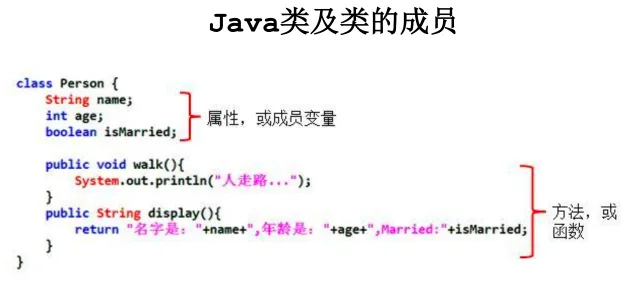 Java类及类的成员
class Person {
String name;
int age;
boolean isMarried;
属性，或成员变量
public void walk(){
System.out.println("人走路...");
}
public String display(){
return "名字是："+name+",年龄是："+age+",Married:"+isMarried;
}
}
方法，或
函数